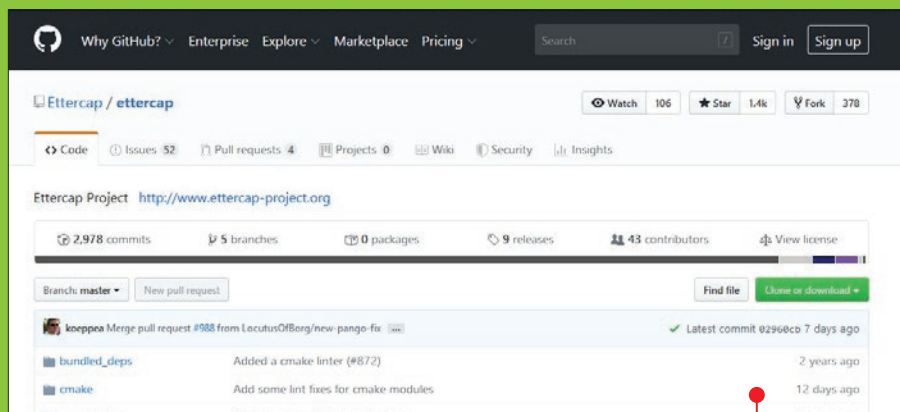 Why GitHub? Enterprise Explore Marketplace Pricing Search / Sign in Sign up
Ettercap / ettercap Watch 106 Star 1.4k Fork 378
Code Issues 52 Pull requests 4 Projects 0 Wiki Security Insights
Ettercap Project http://www.ettercap-project.org
2,978 commits 5 branches 0 packages 9 releases 43 contributors View license
Branch: master New pull request Find file Clone or download
koeppea Merge pull request #988 from LocutusOfBorg/new-pango-fix ... Latest commit 02960cb 7 days ago
bundled_deps Added a cmake linter (#872) 2 years ago
cmake Add some lint fixes for cmake modules 12 days ago